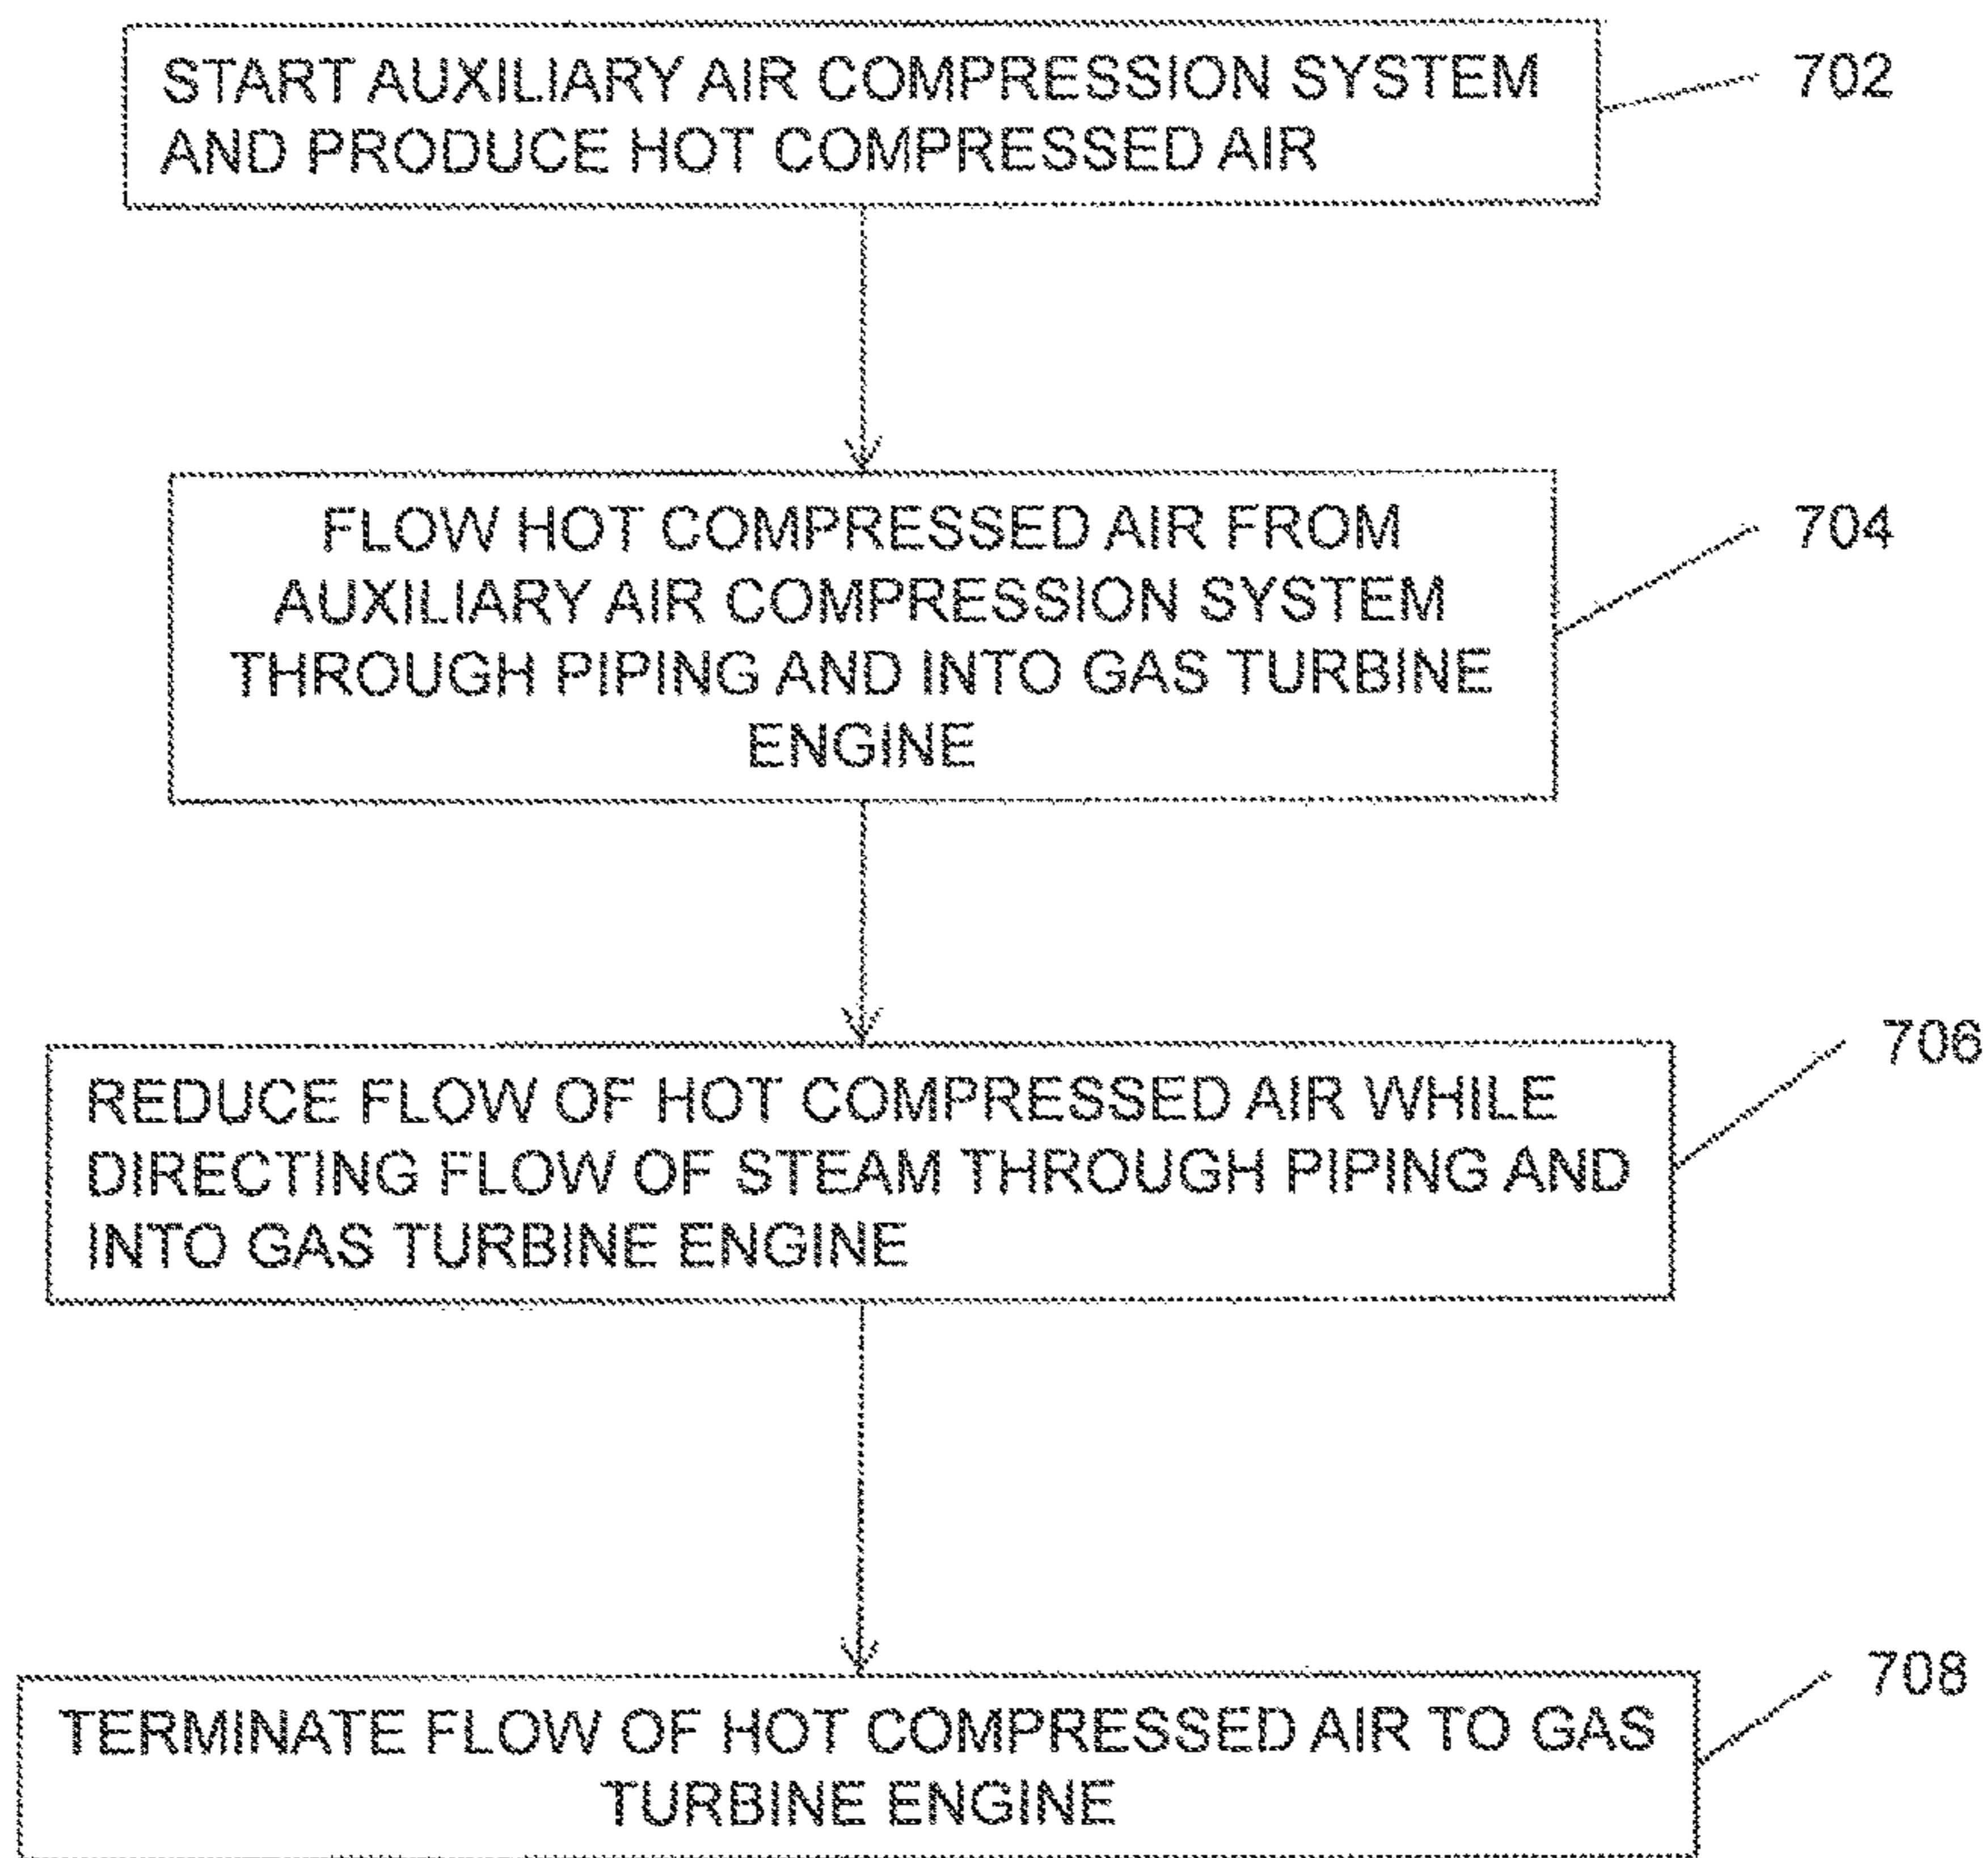 START AUXILIARY AIR COMPRESSION SYSTEM
AND PRODUCE HOT COMPRESSED AIR
702
FLOW HOT COMPRESSED AIR FROM
AUXILIARY AIR COMPRESSION SYSTEM
THROUGH PIPING AND INTO GAS TURBINE
ENGINE
704
REDUCE FLOW OF HOT COMPRESSED AIR WHILE
DIRECTING FLOW OF STEAM THROUGH PIPING AND
INTO GAS TURBINE ENGINE
706
TERMINATE FLOW OF HOT COMPRESSED AIR TO GAS
TURBINE ENGINE
708